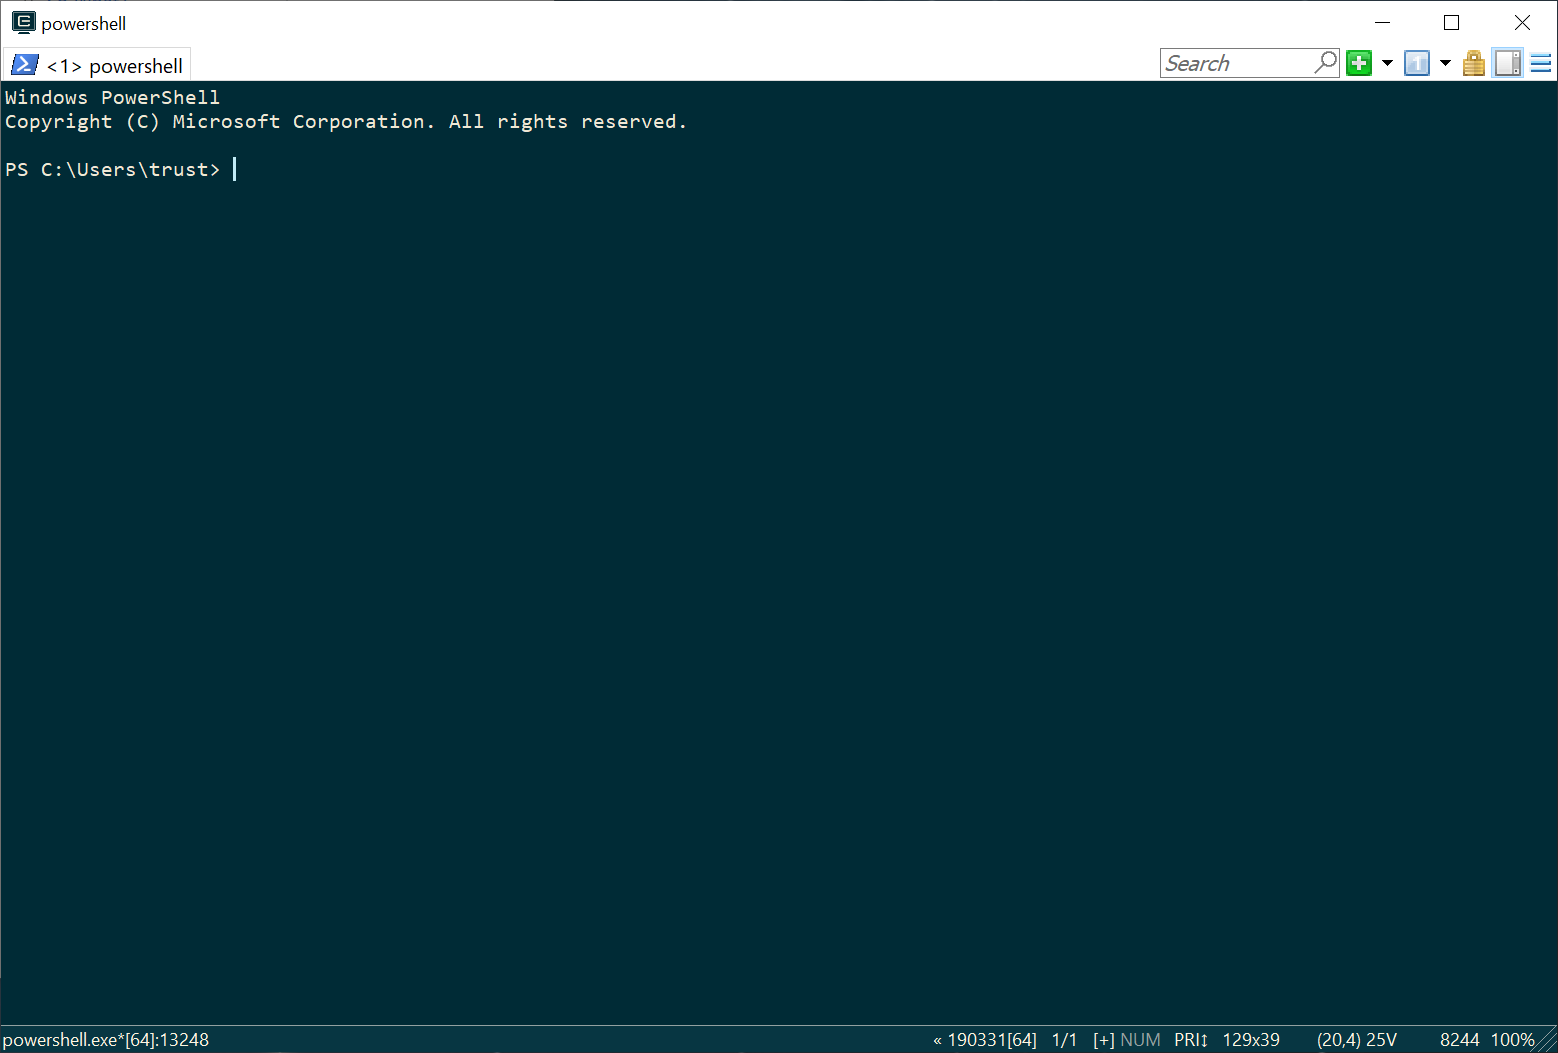 powershell
<1> powershell
Search
Windows PowerShell
Copyright (C) Microsoft Corporation. All rights reserved.
PS C:\Users\trust>
powershell.exe*[64]:13248 « 190331[64] 1/1 [+] NUM PRI↕ 129x39 (20,4) 25V 8244 100%